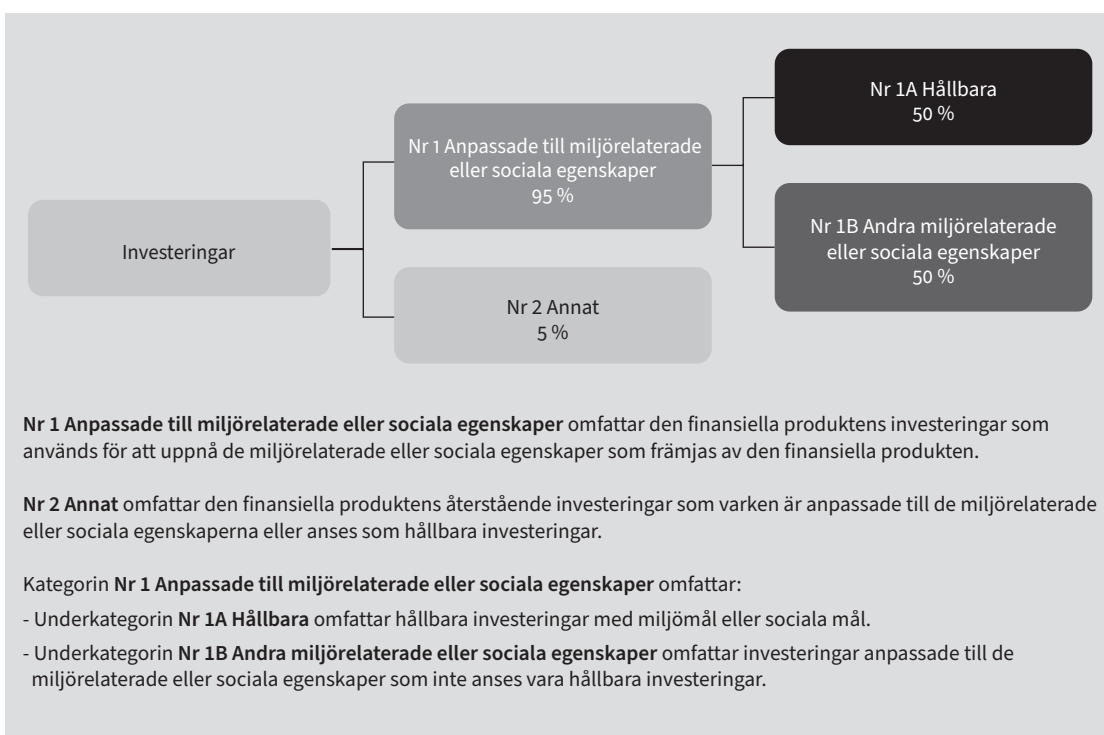 Investeringar
Nr 1 Anpassade till miljörelaterade
eller sociala egenskaper
95 %
Nr 2 Annat
5 %
Nr 1A Hållbara
50 %
Nr 1B Andra miljörelaterade
eller sociala egenskaper
50 %
Nr 1 Anpassade till miljörelaterade eller sociala egenskaper omfattar den finansiella produktens investeringar som
används för att uppnå de miljörelaterade eller sociala egenskaper som främjas av den finansiella produkten.
Nr 2 Annat omfattar den finansiella produktens återstående investeringar som varken är anpassade till de miljörelaterade
eller sociala egenskaperna eller anses som hållbara investeringar.
Kategorin Nr 1 Anpassade till miljörelaterade eller sociala egenskaper omfattar:
- Underkategorin Nr 1A Hållbara omfattar hållbara investeringar med miljömål eller sociala mål.
- Underkategorin Nr 1B Andra miljörelaterade eller sociala egenskaper omfattar investeringar anpassade till de
miljörelaterade eller sociala egenskaper som inte anses vara hållbara investeringar.